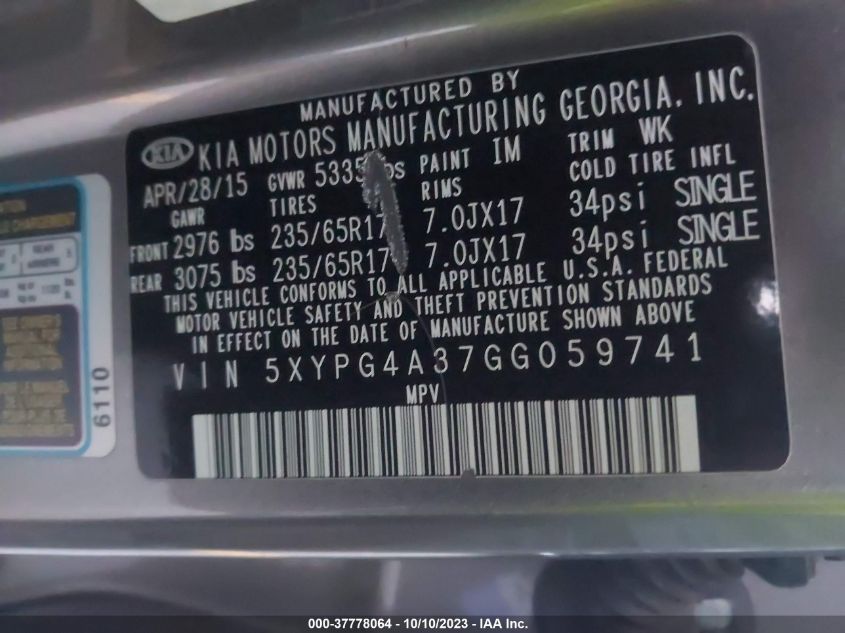 MANUFACTURED BY
KIA KIA MOTORS MANUFACTURING GEORGIA, INC.
APR/28/15 GVWR 5335 lbs PAINT IM TRIM WK
GAWR TIRES RIMS COLD TIRE INFL
FRONT 2976 lbs 235/65R17 7.0JX17 34psi SINGLE
REAR 3075 lbs 235/65R17 7.0JX17 34psi SINGLE
THIS VEHICLE CONFORMS TO ALL APPLICABLE U.S.A. FEDERAL
MOTOR VEHICLE SAFETY AND THEFT PREVENTION STANDARDS
IN EFFECT ON THE DATE OF MANUFACTURE SHOWN ABOVE
VIN 5XYPG4A37GG059741
MPV
6110
000-37778064 - 10/10/2023 - IAA Inc.